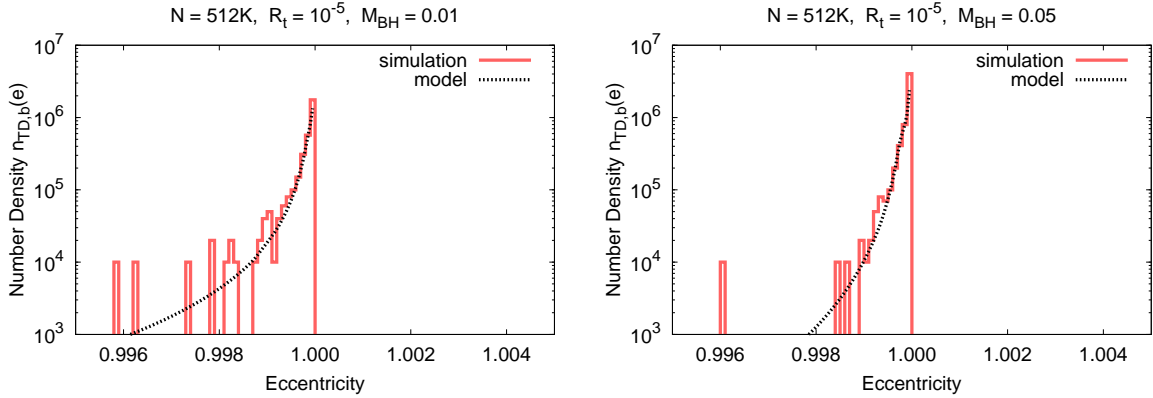 N = 512K, R_t = 10^-5, M_BH = 0.01
Number Density n_TD,b(e)
10^7
10^6
10^5
10^4
10^3
simulation
model
0.996 0.998 1.000 1.002 1.004
Eccentricity
N = 512K, R_t = 10^-5, M_BH = 0.05
Number Density n_TD,b(e)
10^7
10^6
10^5
10^4
10^3
simulation
model
0.996 0.998 1.000 1.002 1.004
Eccentricity